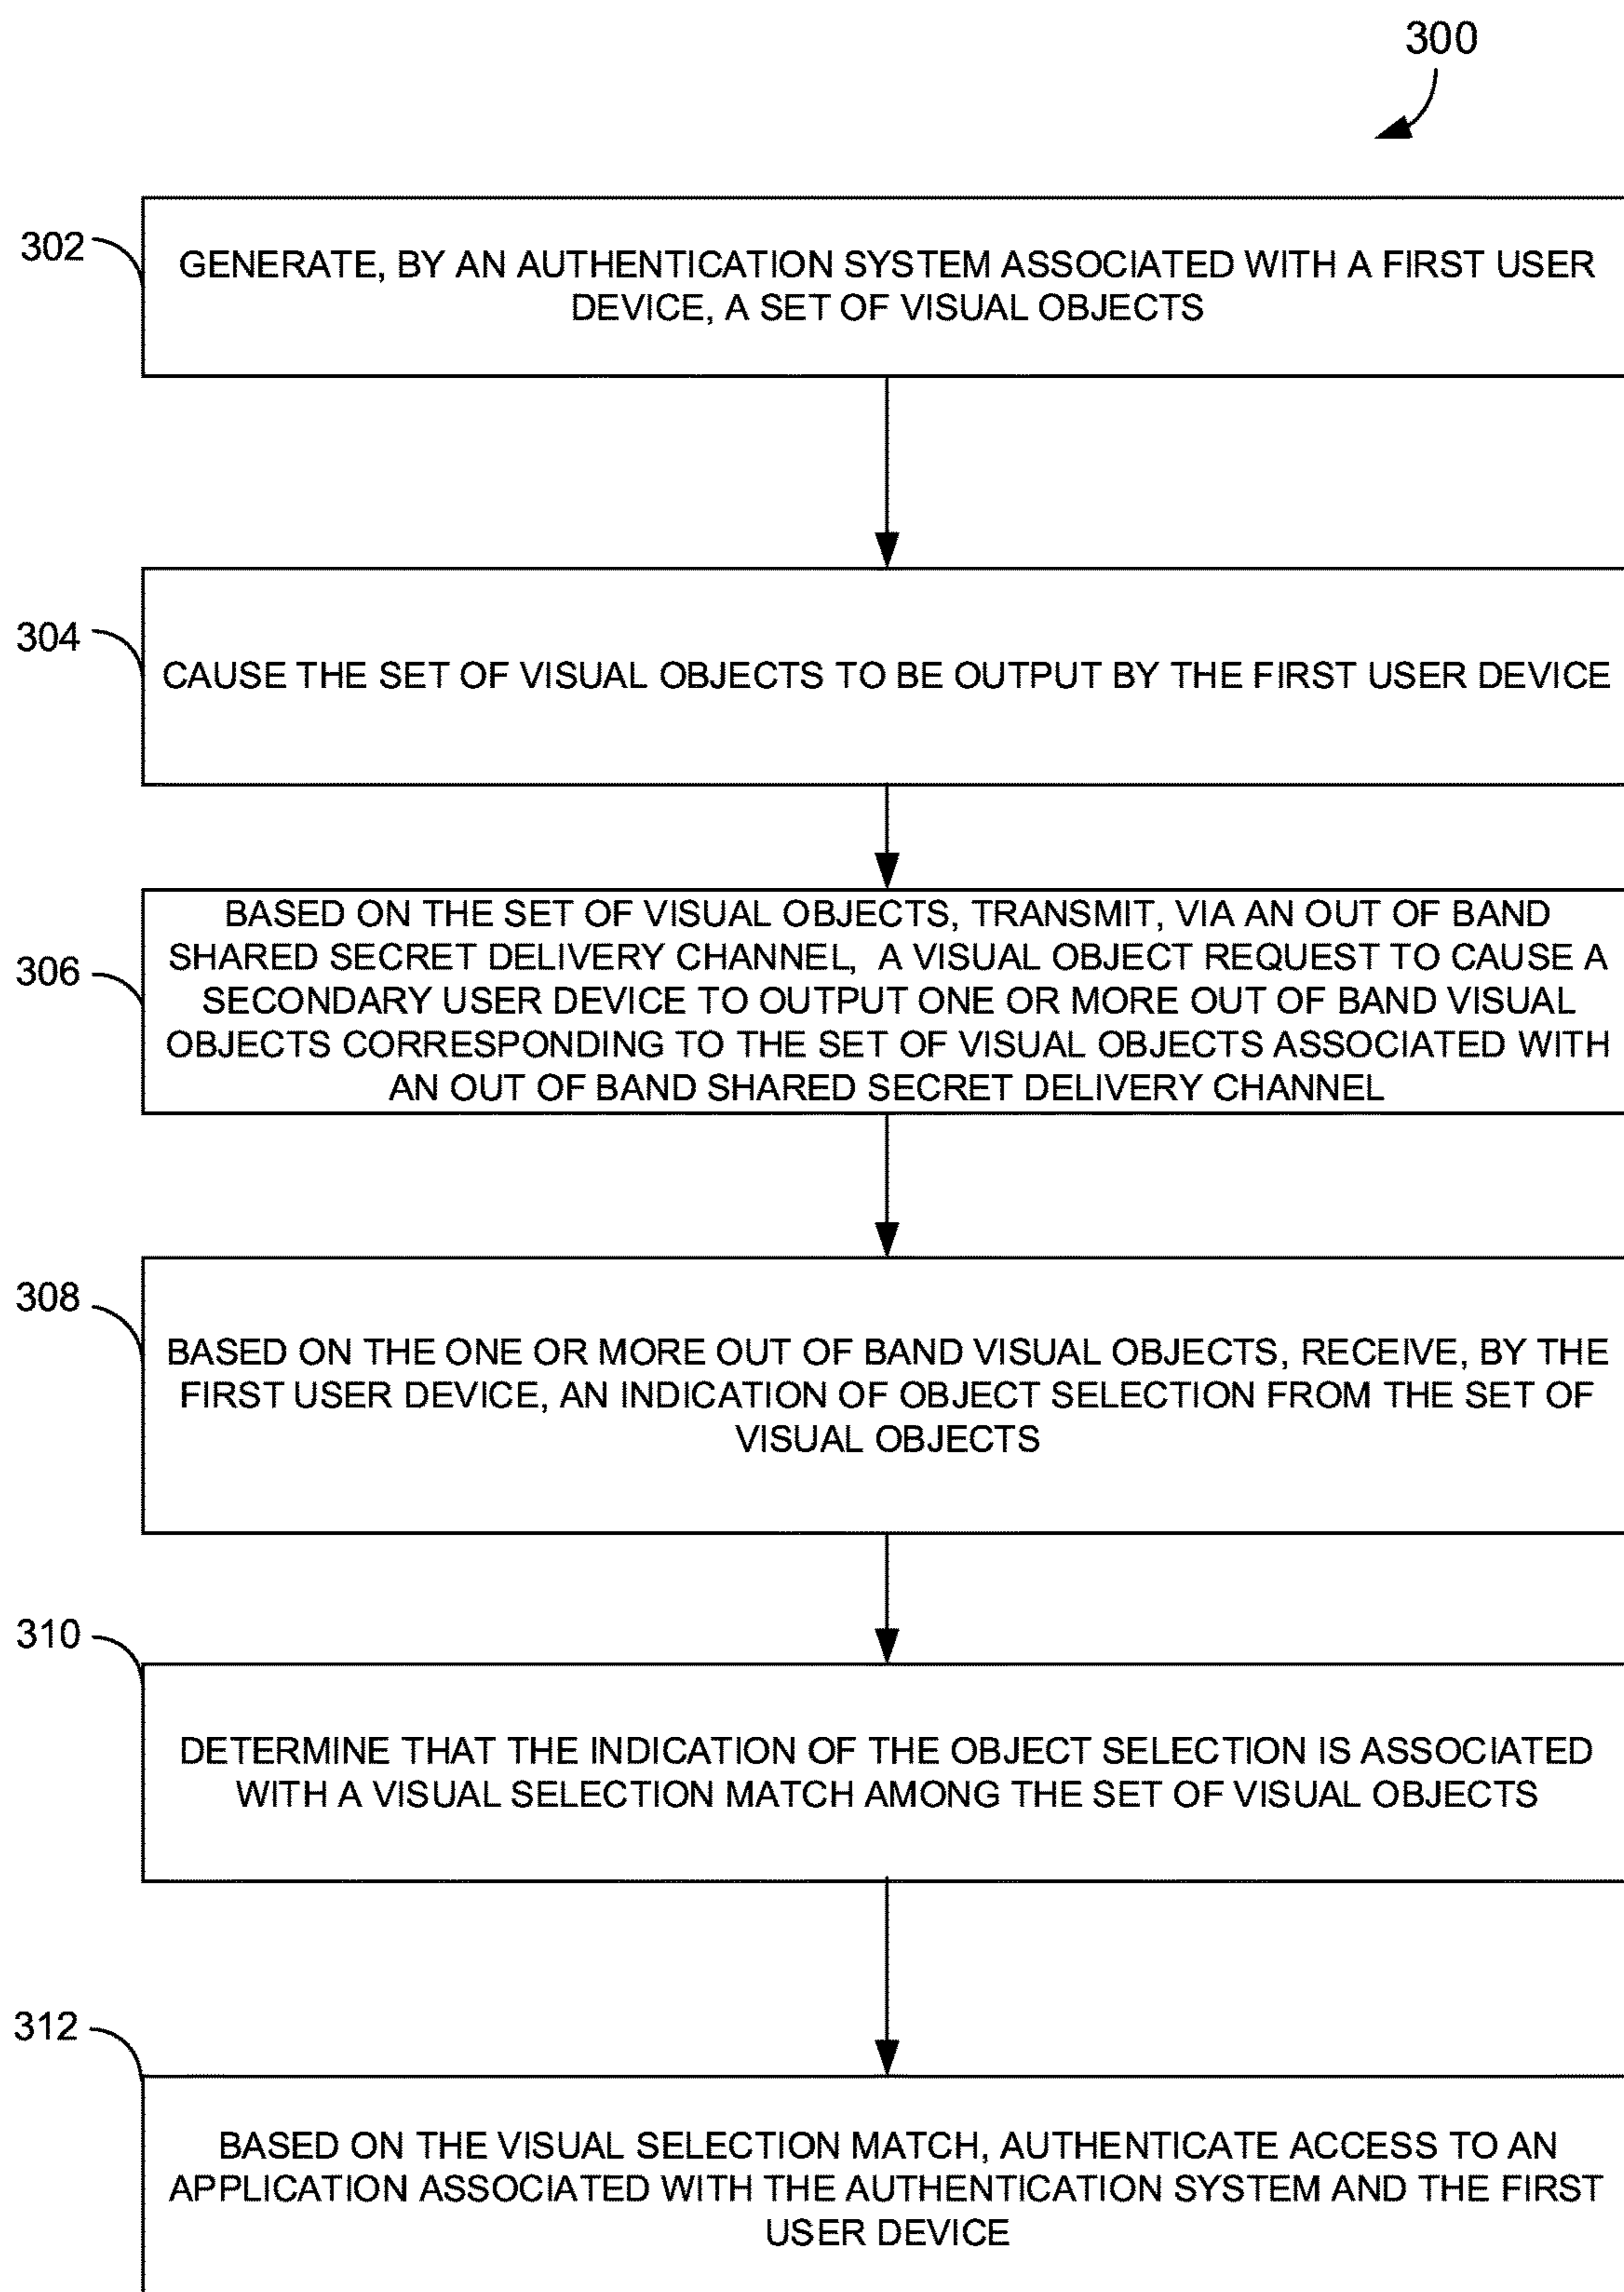 300
302
GENERATE, BY AN AUTHENTICATION SYSTEM ASSOCIATED WITH A FIRST USER
DEVICE, A SET OF VISUAL OBJECTS
304
CAUSE THE SET OF VISUAL OBJECTS TO BE OUTPUT BY THE FIRST USER DEVICE
306
BASED ON THE SET OF VISUAL OBJECTS, TRANSMIT, VIA AN OUT OF BAND
SHARED SECRET DELIVERY CHANNEL, A VISUAL OBJECT REQUEST TO CAUSE A
SECONDARY USER DEVICE TO OUTPUT ONE OR MORE OUT OF BAND VISUAL
OBJECTS CORRESPONDING TO THE SET OF VISUAL OBJECTS ASSOCIATED WITH
AN OUT OF BAND SHARED SECRET DELIVERY CHANNEL
308
BASED ON THE ONE OR MORE OUT OF BAND VISUAL OBJECTS, RECEIVE, BY THE
FIRST USER DEVICE, AN INDICATION OF OBJECT SELECTION FROM THE SET OF
VISUAL OBJECTS
310
DETERMINE THAT THE INDICATION OF THE OBJECT SELECTION IS ASSOCIATED
WITH A VISUAL SELECTION MATCH AMONG THE SET OF VISUAL OBJECTS
312
BASED ON THE VISUAL SELECTION MATCH, AUTHENTICATE ACCESS TO AN
APPLICATION ASSOCIATED WITH THE AUTHENTICATION SYSTEM AND THE FIRST
USER DEVICE